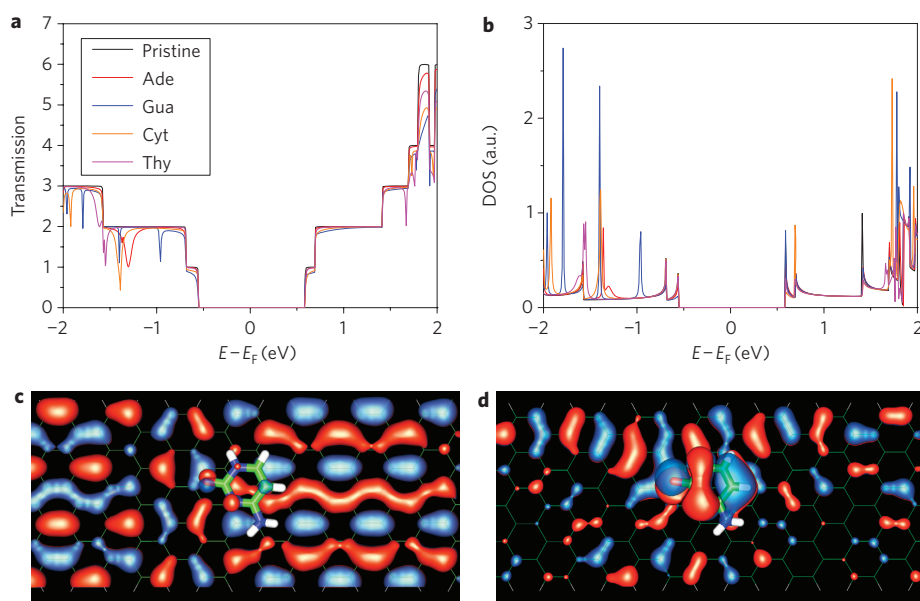 a
7
6
5
4
3
2
1
0
Transmission
Pristine
Ade
Gua
Cyt
Thy
−2
−1
0
1
2
E – EF (eV)
b
3
2
1
0
DOS (a.u.)
−2
−1
0
1
2
E – EF (eV)
c
d